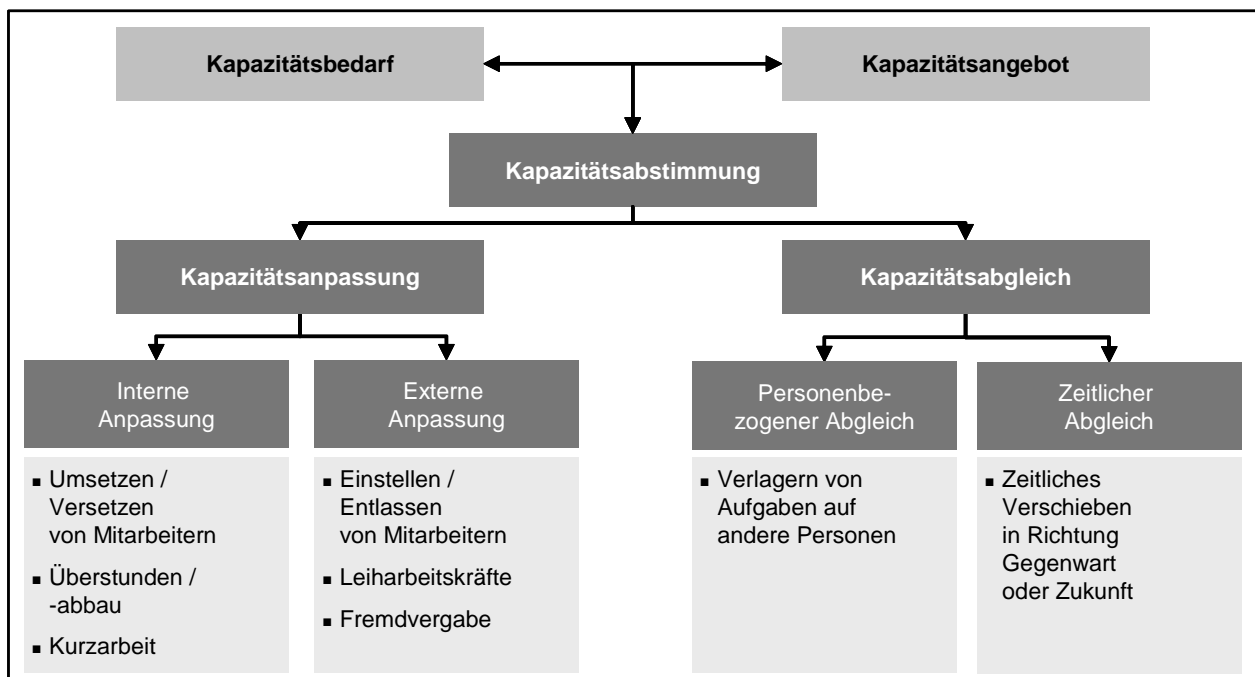 Kapazitätsbedarf
Kapazitätsangebot
Kapazitätsabstimmung
Kapazitätsanpassung
Kapazitätsabgleich
Interne
Anpassung
Externe
Anpassung
Personenbe-
zogener Abgleich
Zeitlicher
Abgleich
▪ Umsetzen /
Versetzen
von Mitarbeitern
▪ Überstunden /
-abbau
▪ Kurzarbeit
▪ Einstellen /
Entlassen
von Mitarbeitern
▪ Leiharbeitskräfte
▪ Fremdvergabe
▪ Verlagern von
Aufgaben auf
andere Personen
▪ Zeitliches
Verschieben
in Richtung
Gegenwart
oder Zukunft